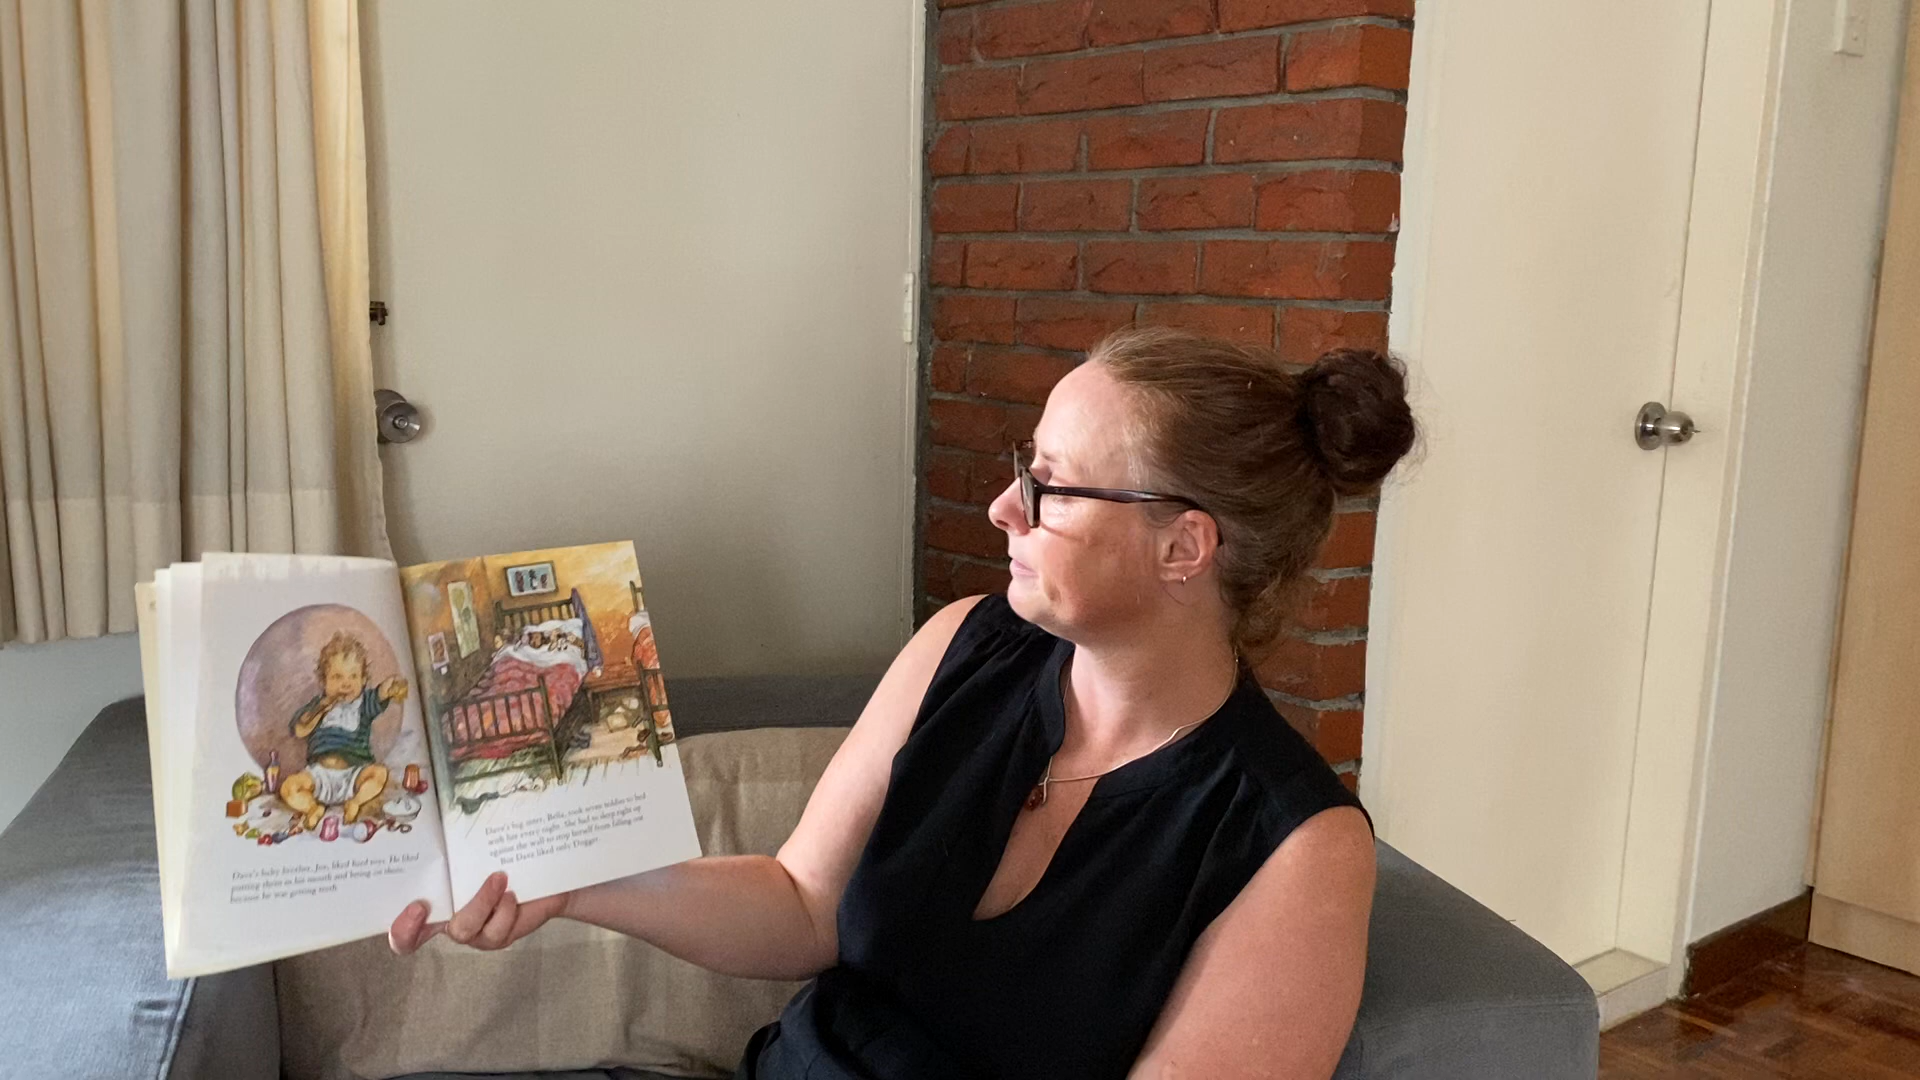 Dave's baby brother, Joe, liked hard toys. He liked
putting them in his mouth and biting on them,
because he was getting teeth.
Dave's big sister, Bella, took seven teddies to bed
with her every night. She had to sleep right up
against the wall to stop herself from falling out.
But Dave liked only Dogger.